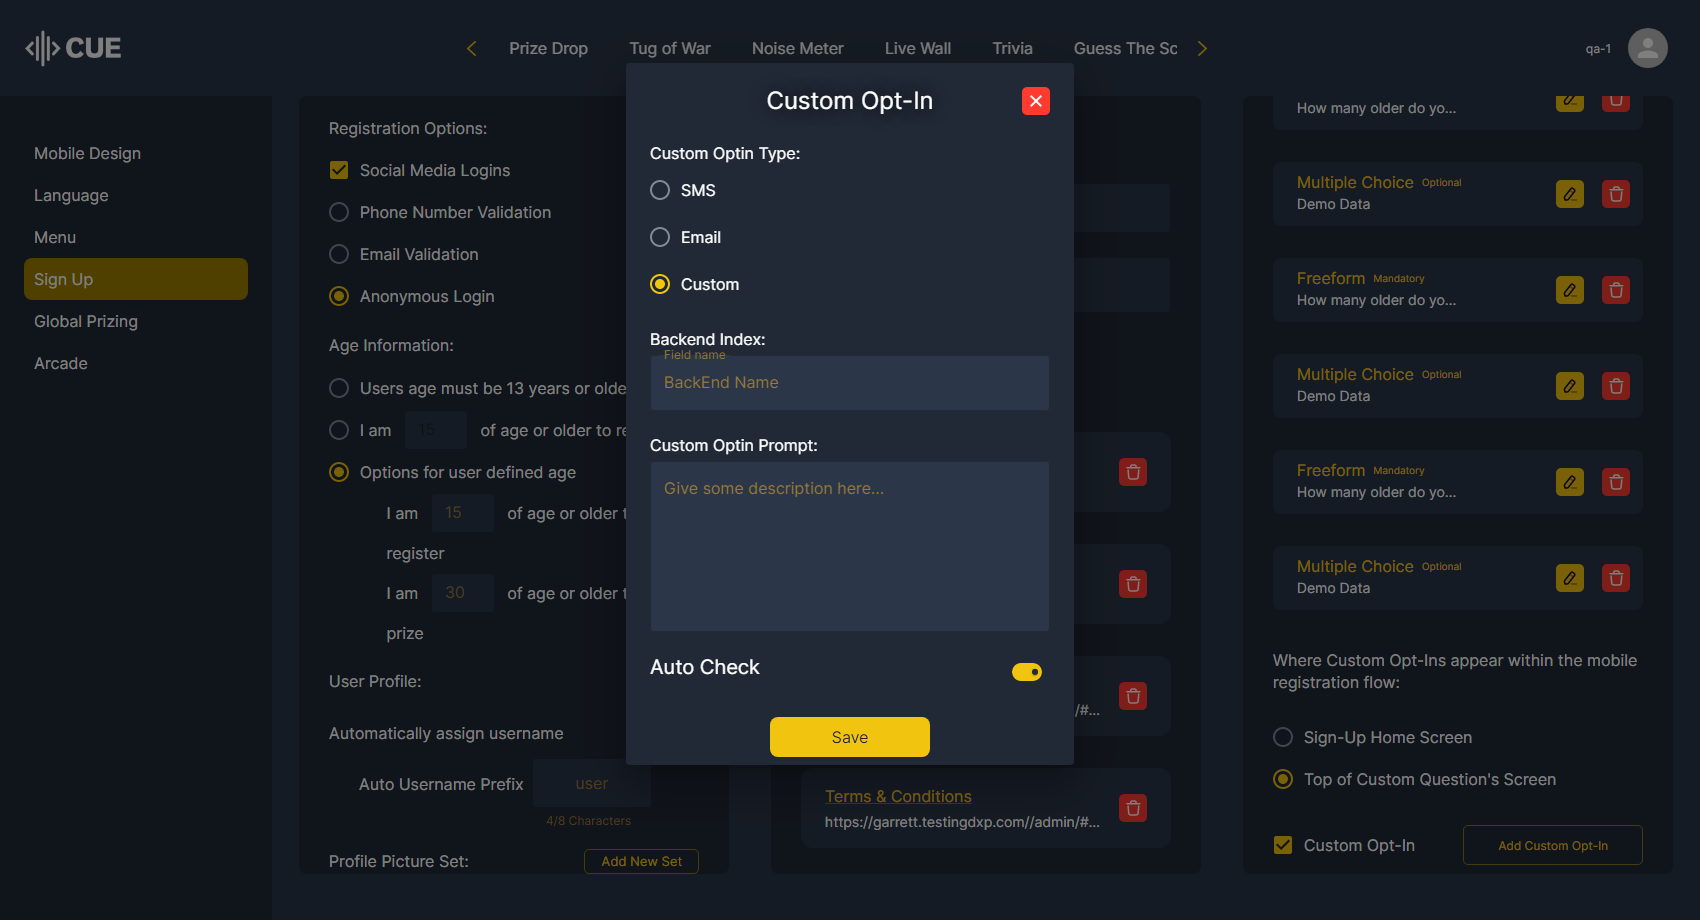 CUE
Prize Drop
Tug of War
Noise Meter
Live Wall
Trivia
Guess The Sc
qa-1
Mobile Design
Language
Menu
Sign Up
Global Prizing
Arcade
Registration Options:
Social Media Logins
Phone Number Validation
Email Validation
Anonymous Login
Age Information:
Users age must be 13 years or olde
I am 15 of age or older to re
Options for user defined age
I am 15 of age or older t
register
I am 30 of age or older t
prize
User Profile:
Automatically assign username
Auto Username Prefix user
4/8 Characters
Profile Picture Set:
Add New Set
Custom Opt-In
Custom Optin Type:
SMS
Email
Custom
Backend Index:
Field name
BackEnd Name
Custom Optin Prompt:
Give some description here...
Auto Check
Save
/#...
Terms & Conditions
https://garrett.testingdxp.com//admin/#...
How many older do yo...
Multiple Choice Optional
Demo Data
Freeform Mandatory
How many older do yo...
Multiple Choice Optional
Demo Data
Freeform Mandatory
How many older do yo...
Multiple Choice Optional
Demo Data
Where Custom Opt-Ins appear within the mobile
registration flow:
Sign-Up Home Screen
Top of Custom Question's Screen
Custom Opt-In
Add Custom Opt-In